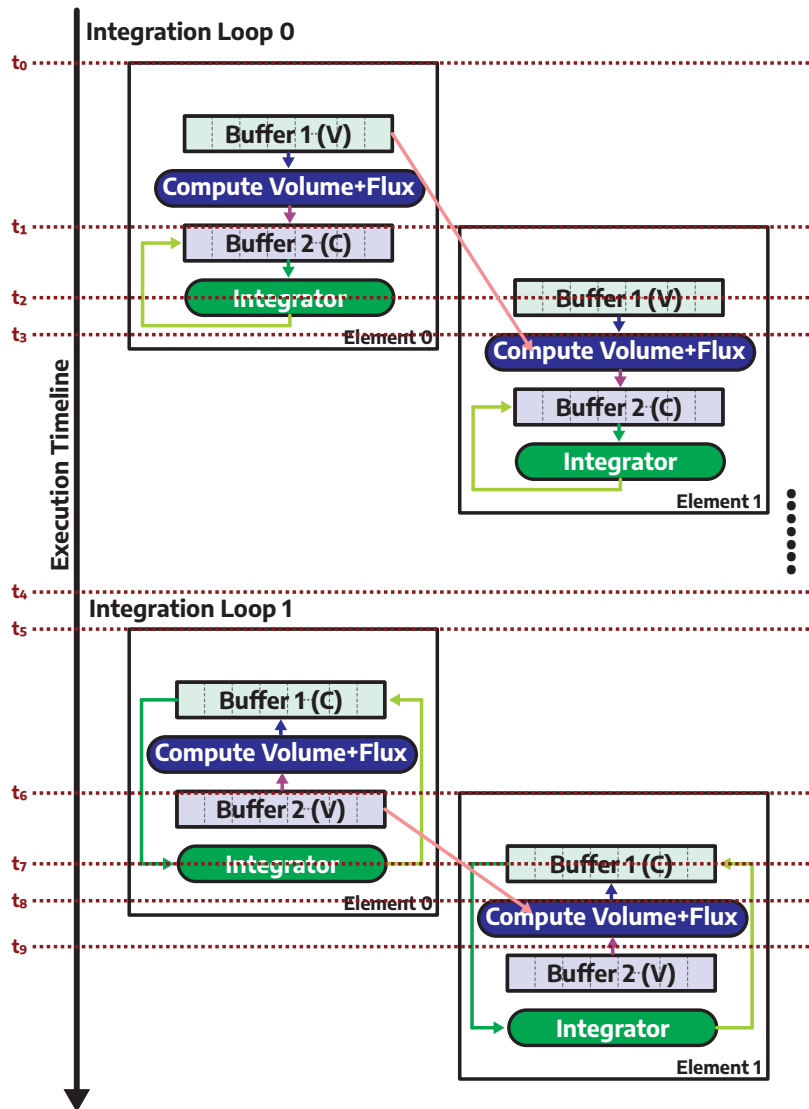 Integration Loop 0
t₀
Buffer 1 (V)
Compute Volume+Flux
t₁
Buffer 2 (C)
Integrator
t₂
Buffer 1 (V)
t₃
Element 0
Compute Volume+Flux
Buffer 2 (C)
Integrator
Element 1
Execution Timeline
t₄
Integration Loop 1
t₅
Buffer 1 (C)
Compute Volume+Flux
t₆
Buffer 2 (V)
t₇
Integrator
Buffer 1 (C)
t₈
Element 0
Compute Volume+Flux
t₉
Buffer 2 (V)
Integrator
Element 1